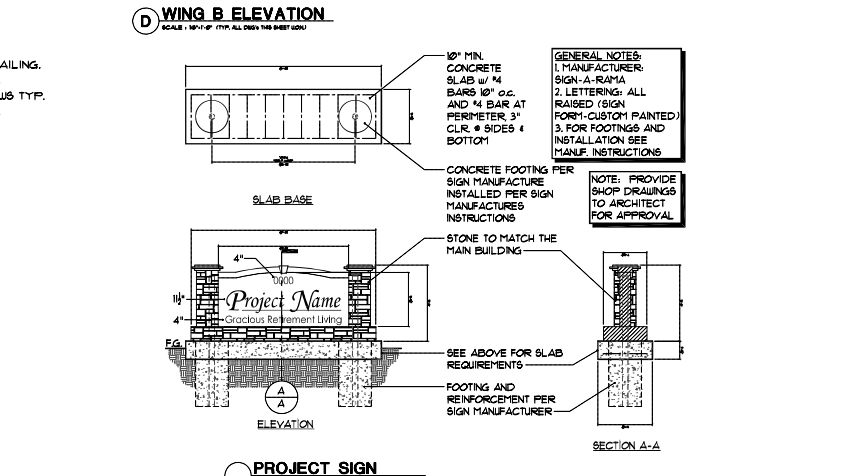 D WING B ELEVATION
AILING.
WS TYP.
10" MIN.
CONCRETE
SLAB w/ #4
BARS 10" o.c.
AND #4 BAR AT
PERIMETER, 3"
CLR. @ SIDES &
BOTTOM
GENERAL NOTES:
1. MANUFACTURER:
SIGN-A-RAMA
2. LETTERING: ALL
RAISED (SIGN
FORM-CUSTOM PAINTED)
3. FOR FOOTINGS AND
INSTALLATION SEE
MANUF. INSTRUCTIONS
CONCRETE FOOTING PER
SIGN MANUFACTURE
INSTALLED PER SIGN
MANUFACTURES
INSTRUCTIONS
NOTE: PROVIDE
SHOP DRAWINGS
TO ARCHITECT
FOR APPROVAL
SLAB BASE
STONE TO MATCH THE
MAIN BUILDING
4"
0000
1½"
Project Name
4"
Gracious Retirement Living
F.G.
SEE ABOVE FOR SLAB
REQUIREMENTS
FOOTING AND
REINFORCEMENT PER
SIGN MANUFACTURER
A
A
ELEVATION
SECTION A-A
PROJECT SIGN